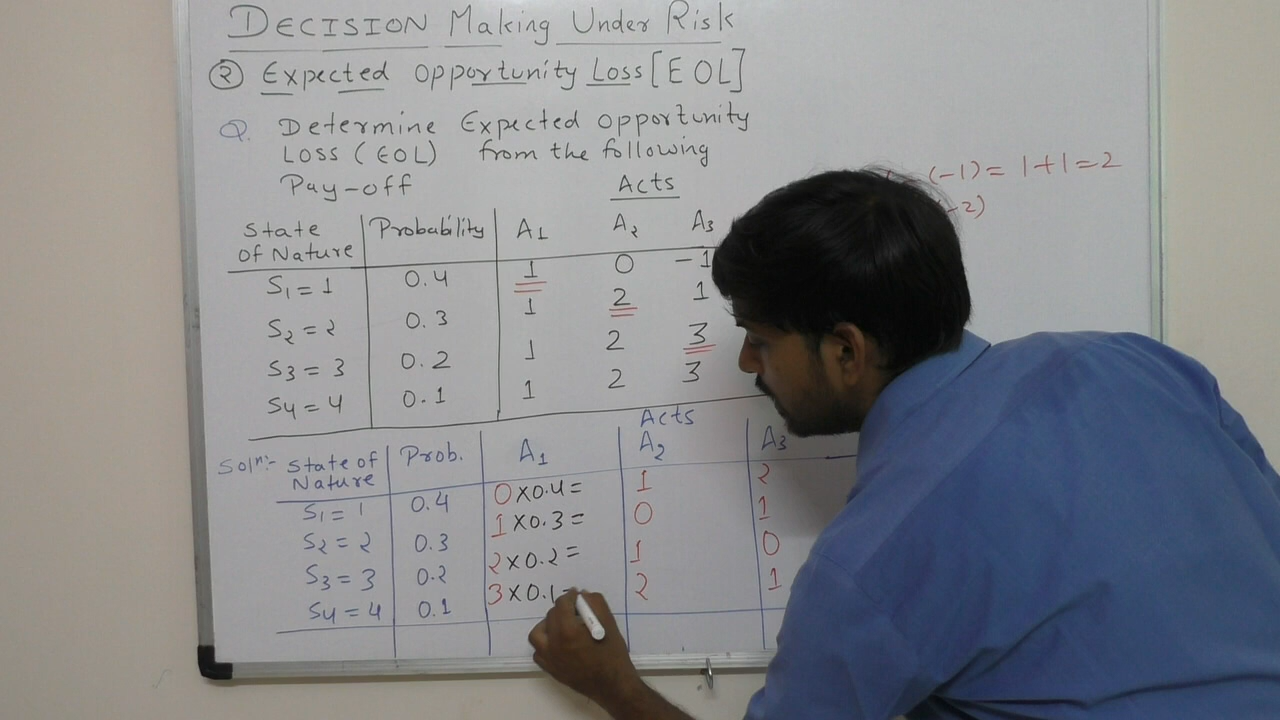 DECISION Making Under Risk
② Expected Opportunity Loss [EOL]
Q. Determine Expected opportunity
Loss (EOL) from the following
Pay-off Acts
State of Nature Probability A1 A2 A3
S1 = 1 0.4 1 0 -1
S2 = 2 0.3 1 2 1
S3 = 3 0.2 1 2 3
S4 = 4 0.1 1 2 3
(-1) = 1+1=2
-2)
Acts
Soln:- State of Nature Prob. A1 A2 A3
S1 = 1 0.4 0×0.4= 1 2
S2 = 2 0.3 1×0.3= 0 1
S3 = 3 0.2 2×0.2= 1 0
S4 = 4 0.1 3×0.1= 2 1